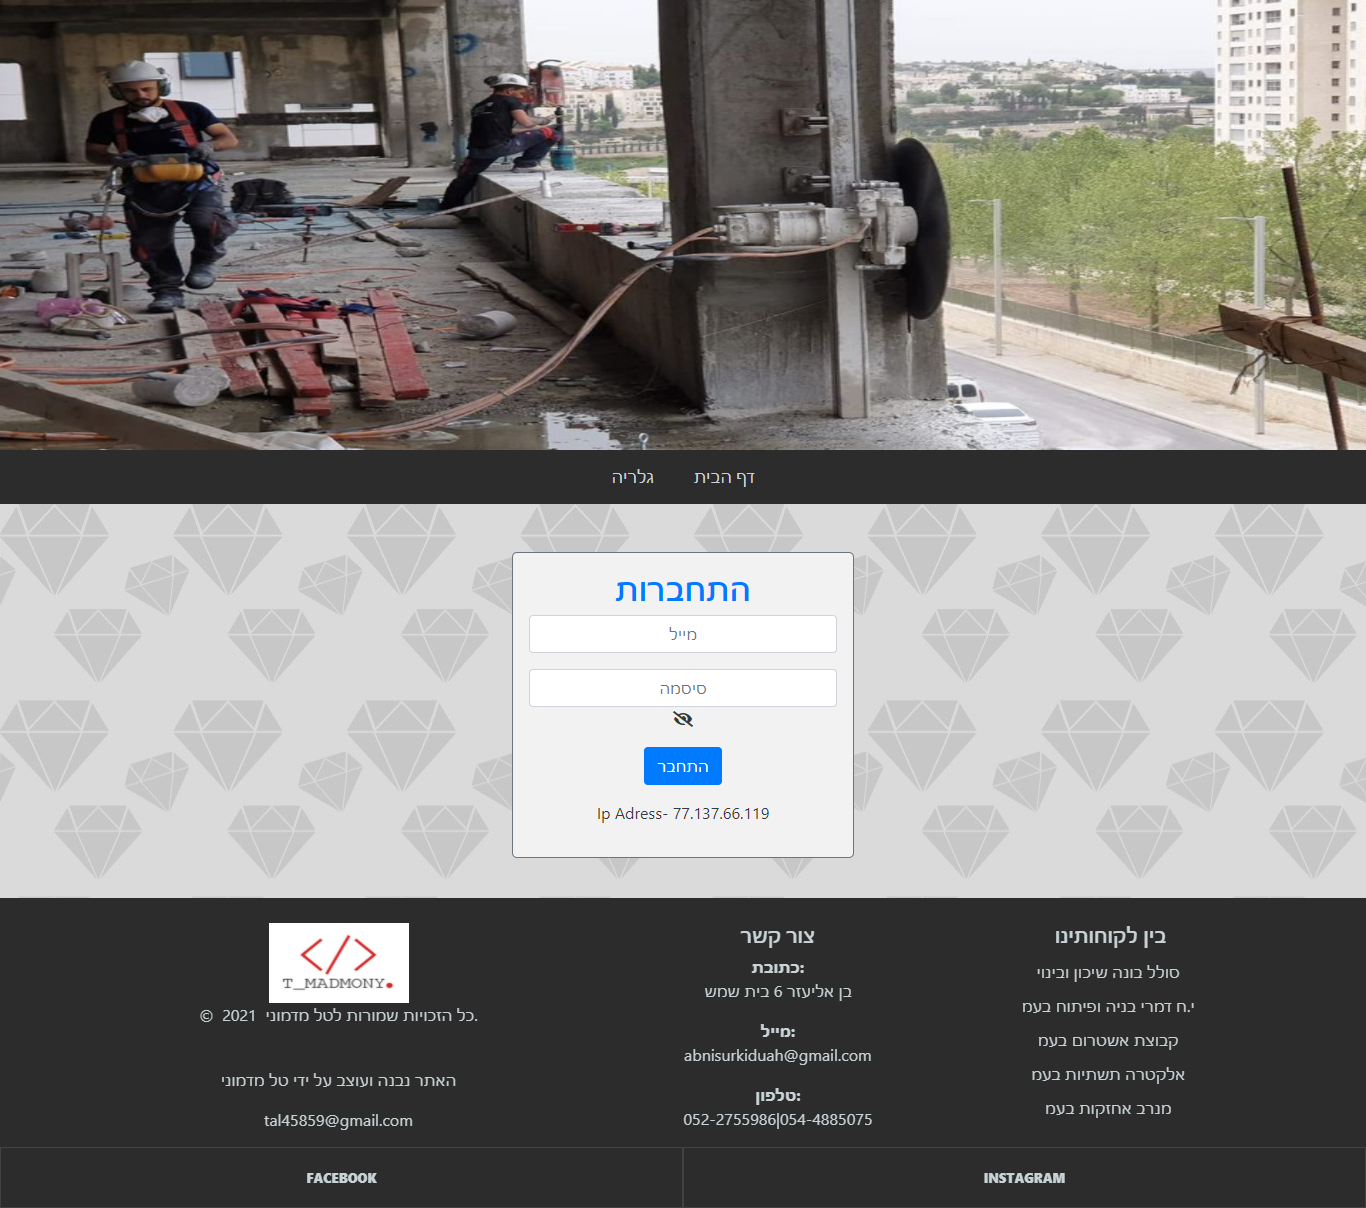 דף הבית
גלריה
התחברות
מייל
סיסמה
התחבר
Ip Adress- 77.137.66.119
בין לקוחותינו
סולל בונה שיכון ובינוי
י.ח דמרי בניה ופיתוח בעמ
קבוצת אשטרום בעמ
אלקטרה תשתיות בעמ
מנרב אחזקות בעמ
צור קשר
כתובת:
בן אליעזר 6 בית שמש
מייל:
abnisurkiduah@gmail.com
טלפון:
052-2755986|054-4885075
</>
T_MADMONY.
© 2021 כל הזכויות שמורות לטל מדמוני.
האתר נבנה ועוצב על ידי טל מדמוני
tal45859@gmail.com
FACEBOOK
INSTAGRAM